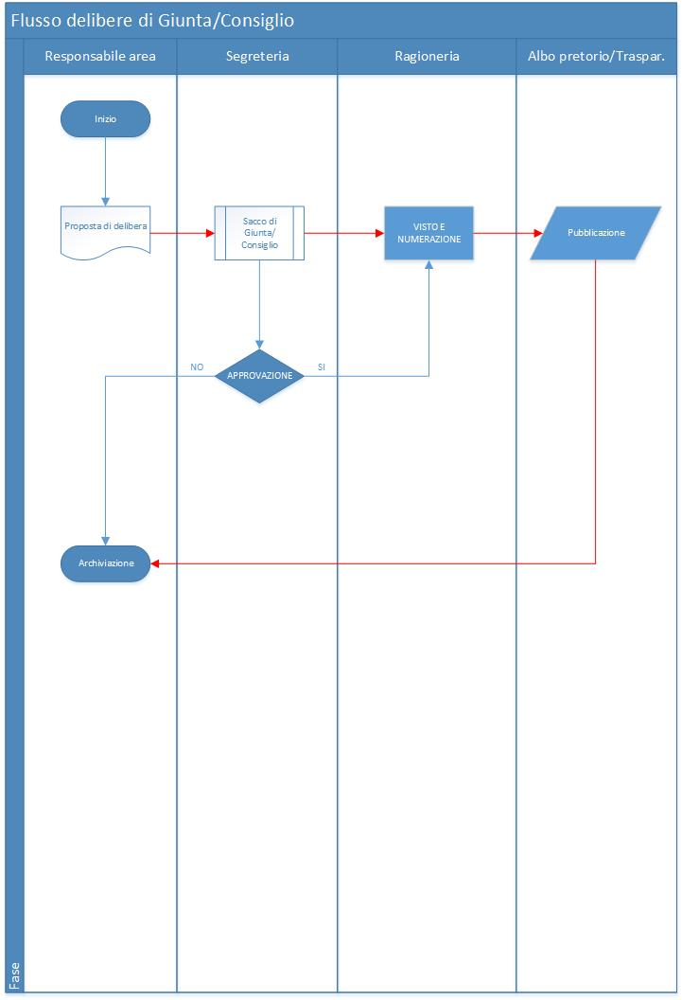 Flusso delibere di Giunta/Consiglio
Responsabile area
Segreteria
Ragioneria
Albo pretorio/Traspar.
Inizio
Proposta di delibera
Sacco di
Giunta/
Consiglio
VISTO E
NUMERAZIONE
Pubblicazione
NO
APPROVAZIONE
SI
Archiviazione
Fase